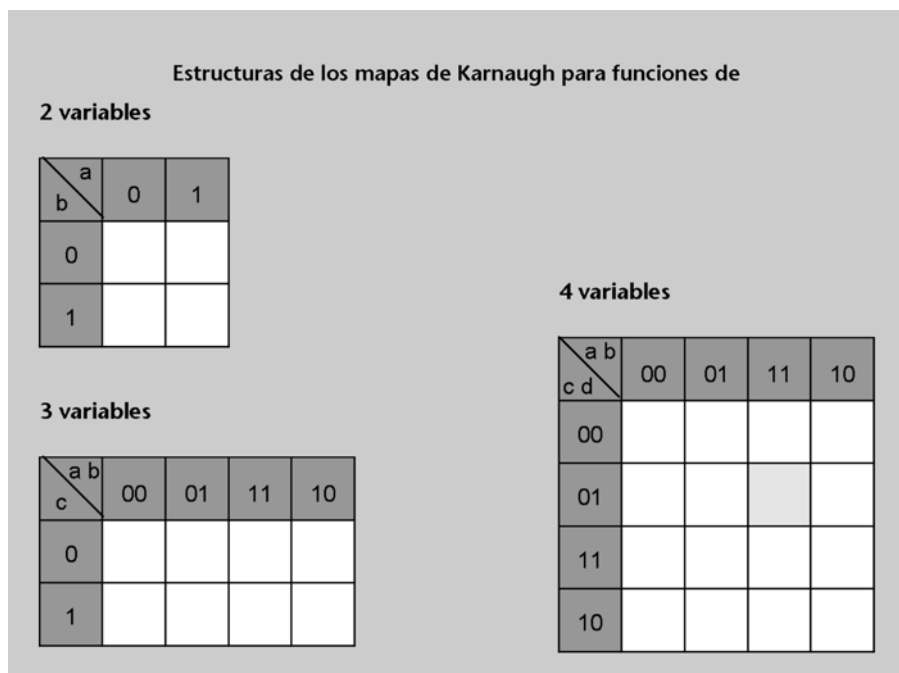 Estructuras de los mapas de Karnaugh para funciones de
2 variables
a
b 0 1
0
1
3 variables
a b
c 00 01 11 10
0
1
4 variables
a b
c d 00 01 11 10
00
01
11
10